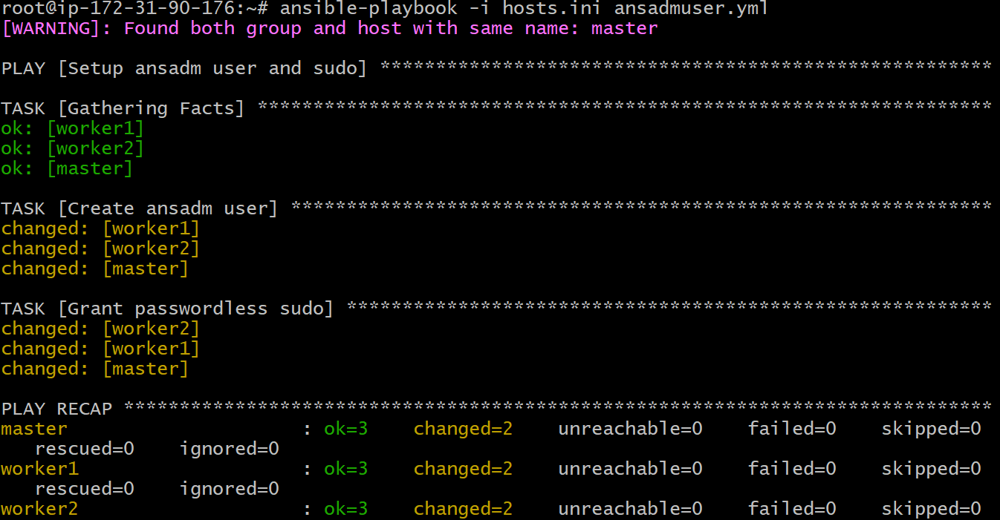 root@ip-172-31-90-176:~# ansible-playbook -i hosts.ini ansadmuser.yml
[WARNING]: Found both group and host with same name: master
PLAY [Setup ansadm user and sudo] *******************************************************
TASK [Gathering Facts] ******************************************************************
ok: [worker1]
ok: [worker2]
ok: [master]
TASK [Create ansadm user] ***************************************************************
changed: [worker1]
changed: [worker2]
changed: [master]
TASK [Grant passwordless sudo] **********************************************************
changed: [worker2]
changed: [worker1]
changed: [master]
PLAY RECAP ******************************************************************************
master                     : ok=3    changed=2    unreachable=0    failed=0    skipped=0
   rescued=0    ignored=0
worker1                    : ok=3    changed=2    unreachable=0    failed=0    skipped=0
   rescued=0    ignored=0
worker2                    : ok=3    changed=2    unreachable=0    failed=0    skipped=0